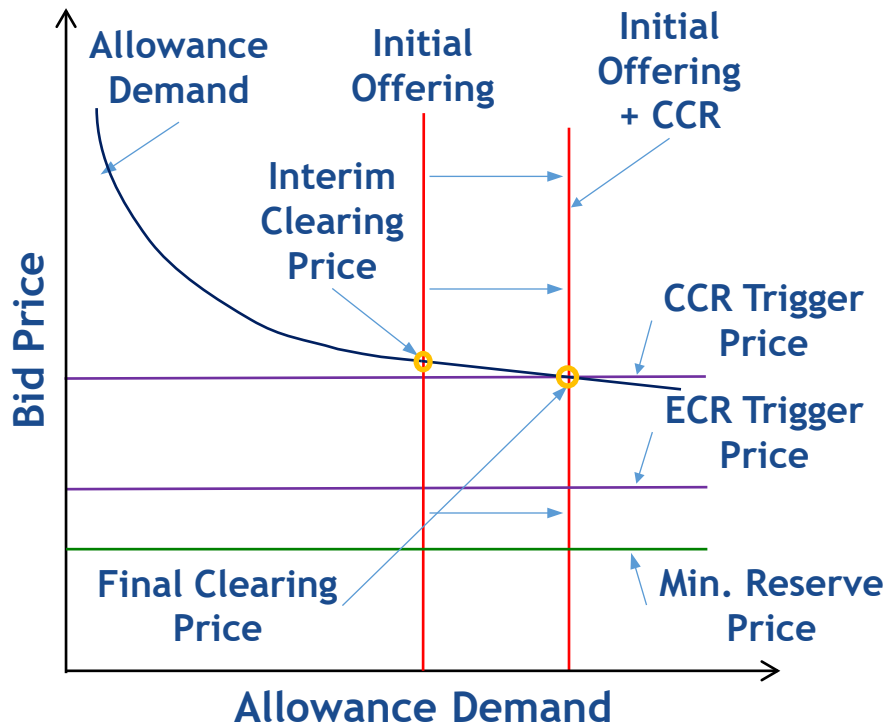 Allowance
Demand
Initial
Offering
Initial
Offering
+ CCR
Interim
Clearing
Price
CCR Trigger
Price
ECR Trigger
Price
Final Clearing
Price
Min. Reserve
Price
Bid Price
Allowance Demand